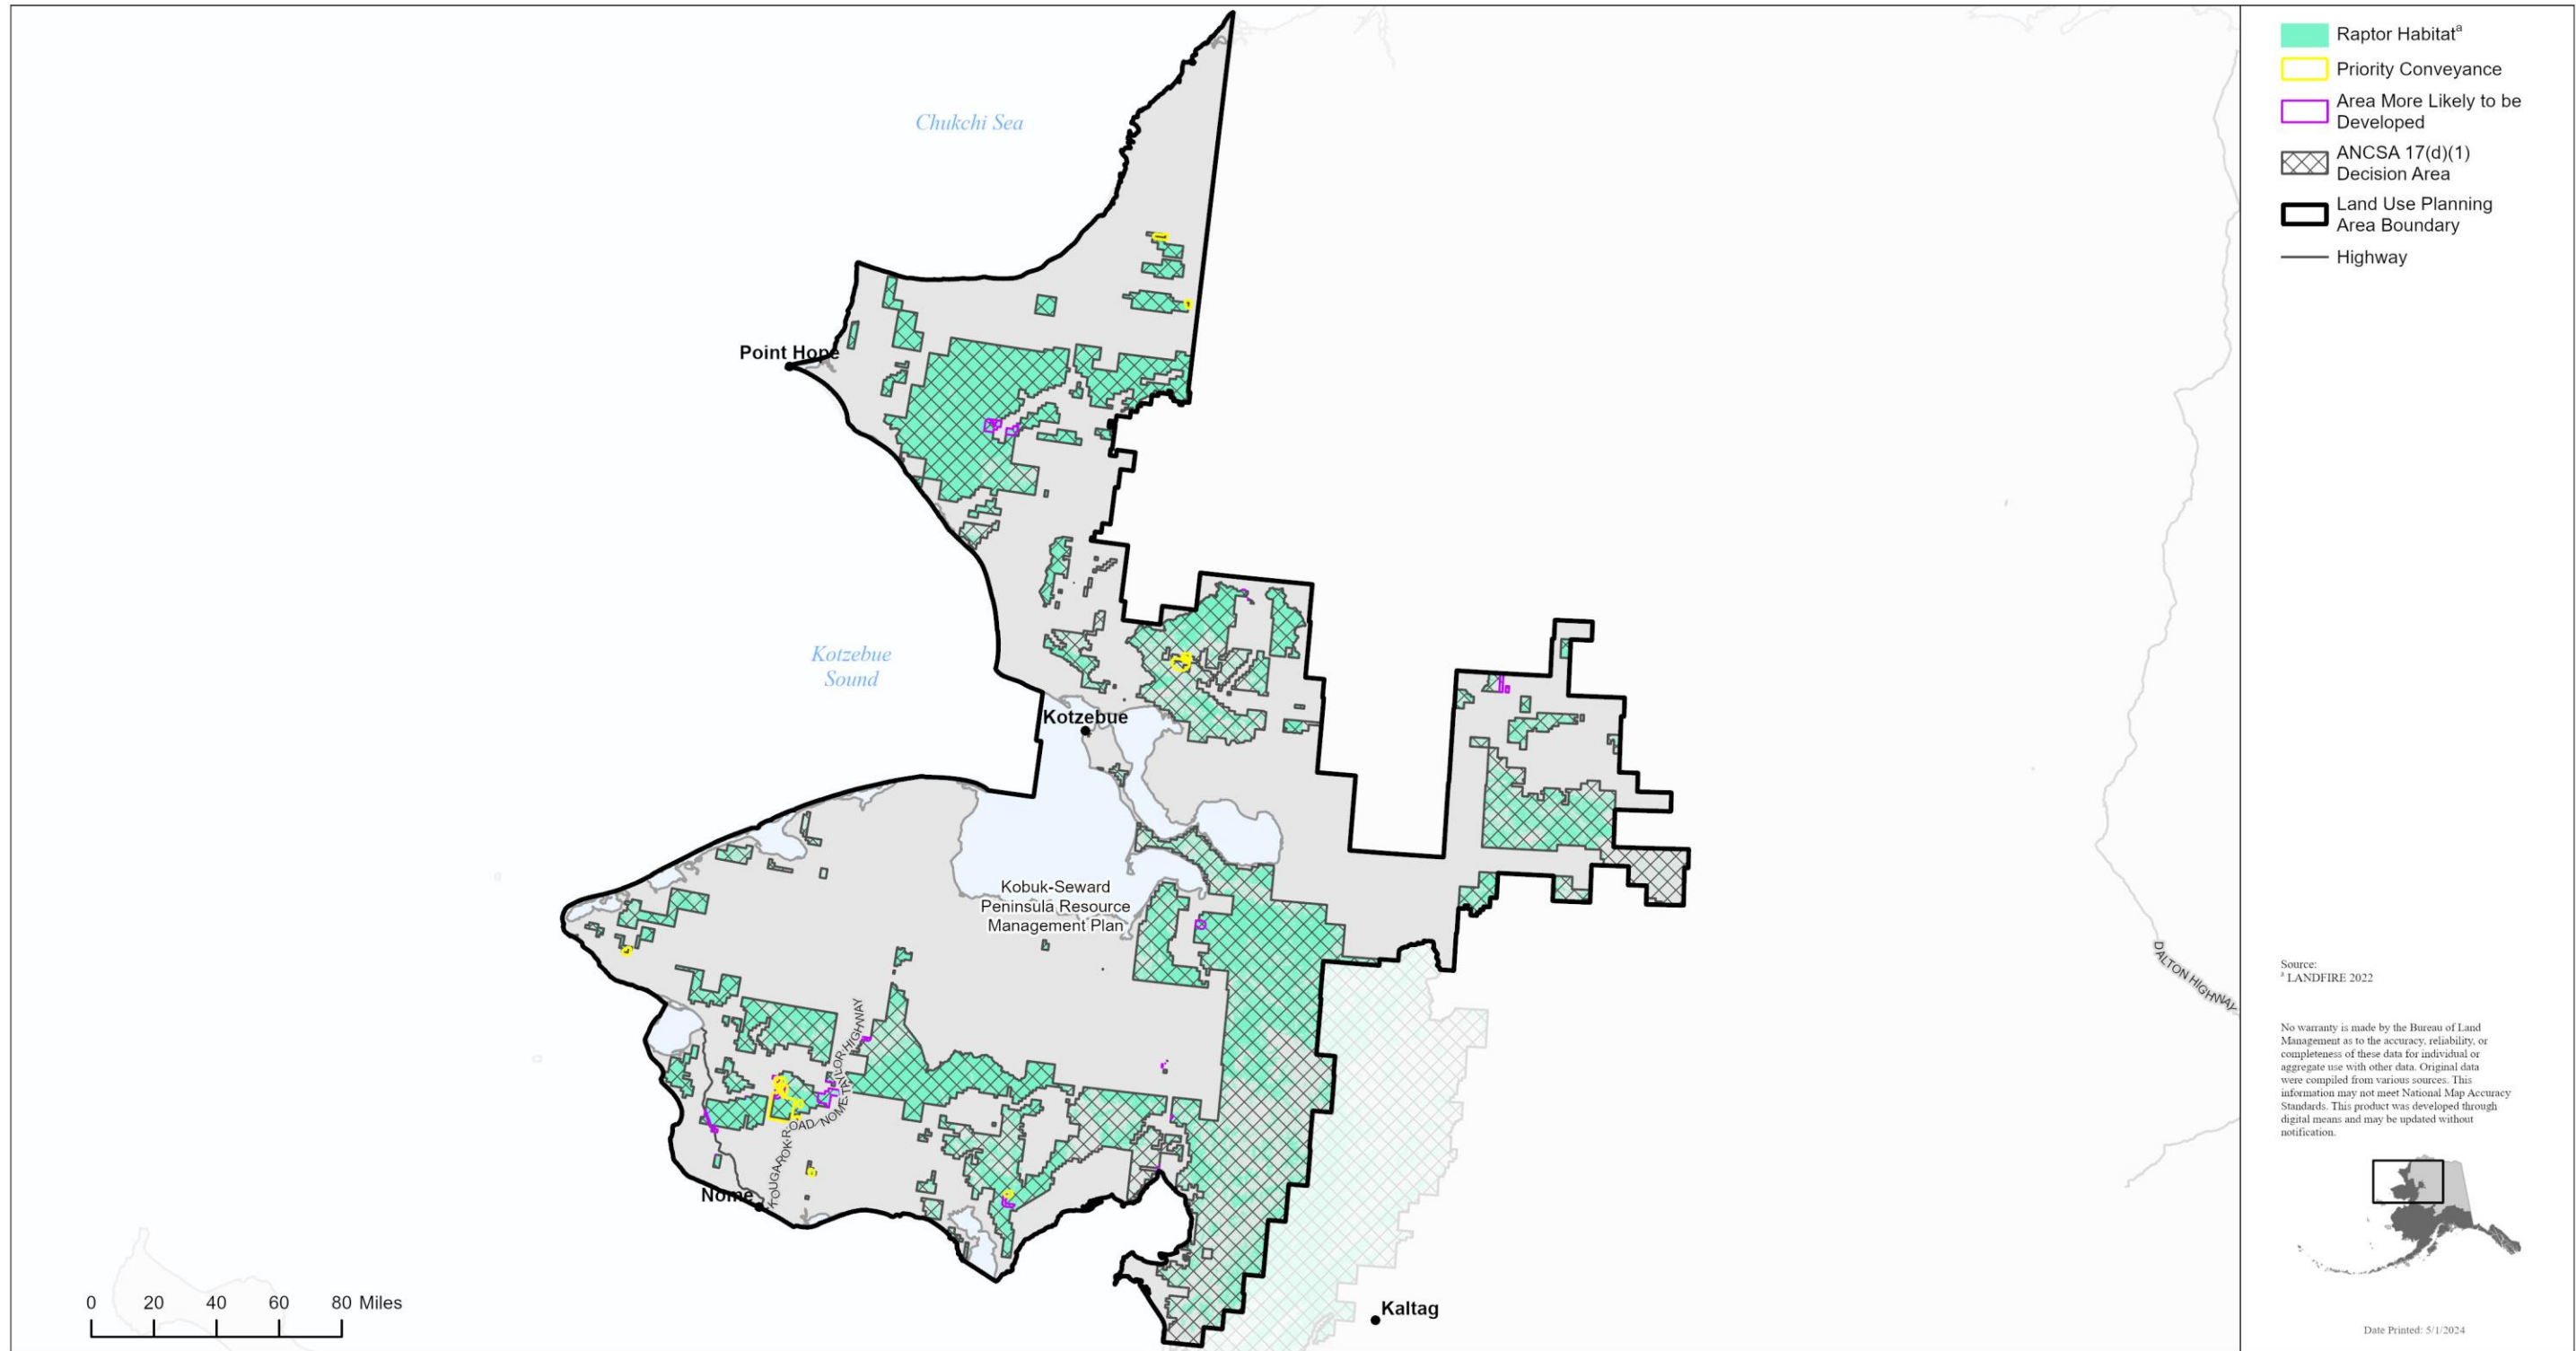 Chukchi Sea
Point Hope
Kotzebue
Sound
Kotzebue
Kobuk-Seward
Peninsula Resource
Management Plan
NOME-TAYLOR HIGHWAY
KOUGAROK ROAD
Nome
Kaltag
DALTON HIGHWAY
0 20 40 60 80 Miles
Raptor Habitatᵃ
Priority Conveyance
Area More Likely to be
Developed
ANCSA 17(d)(1)
Decision Area
Land Use Planning
Area Boundary
Highway
Source:
ᵃ LANDFIRE 2022
No warranty is made by the Bureau of Land
Management as to the accuracy, reliability, or
completeness of these data for individual or
aggregate use with other data. Original data
were compiled from various sources. This
information may not meet National Map Accuracy
Standards. This product was developed through
digital means and may be updated without
notification.
Date Printed: 5/1/2024